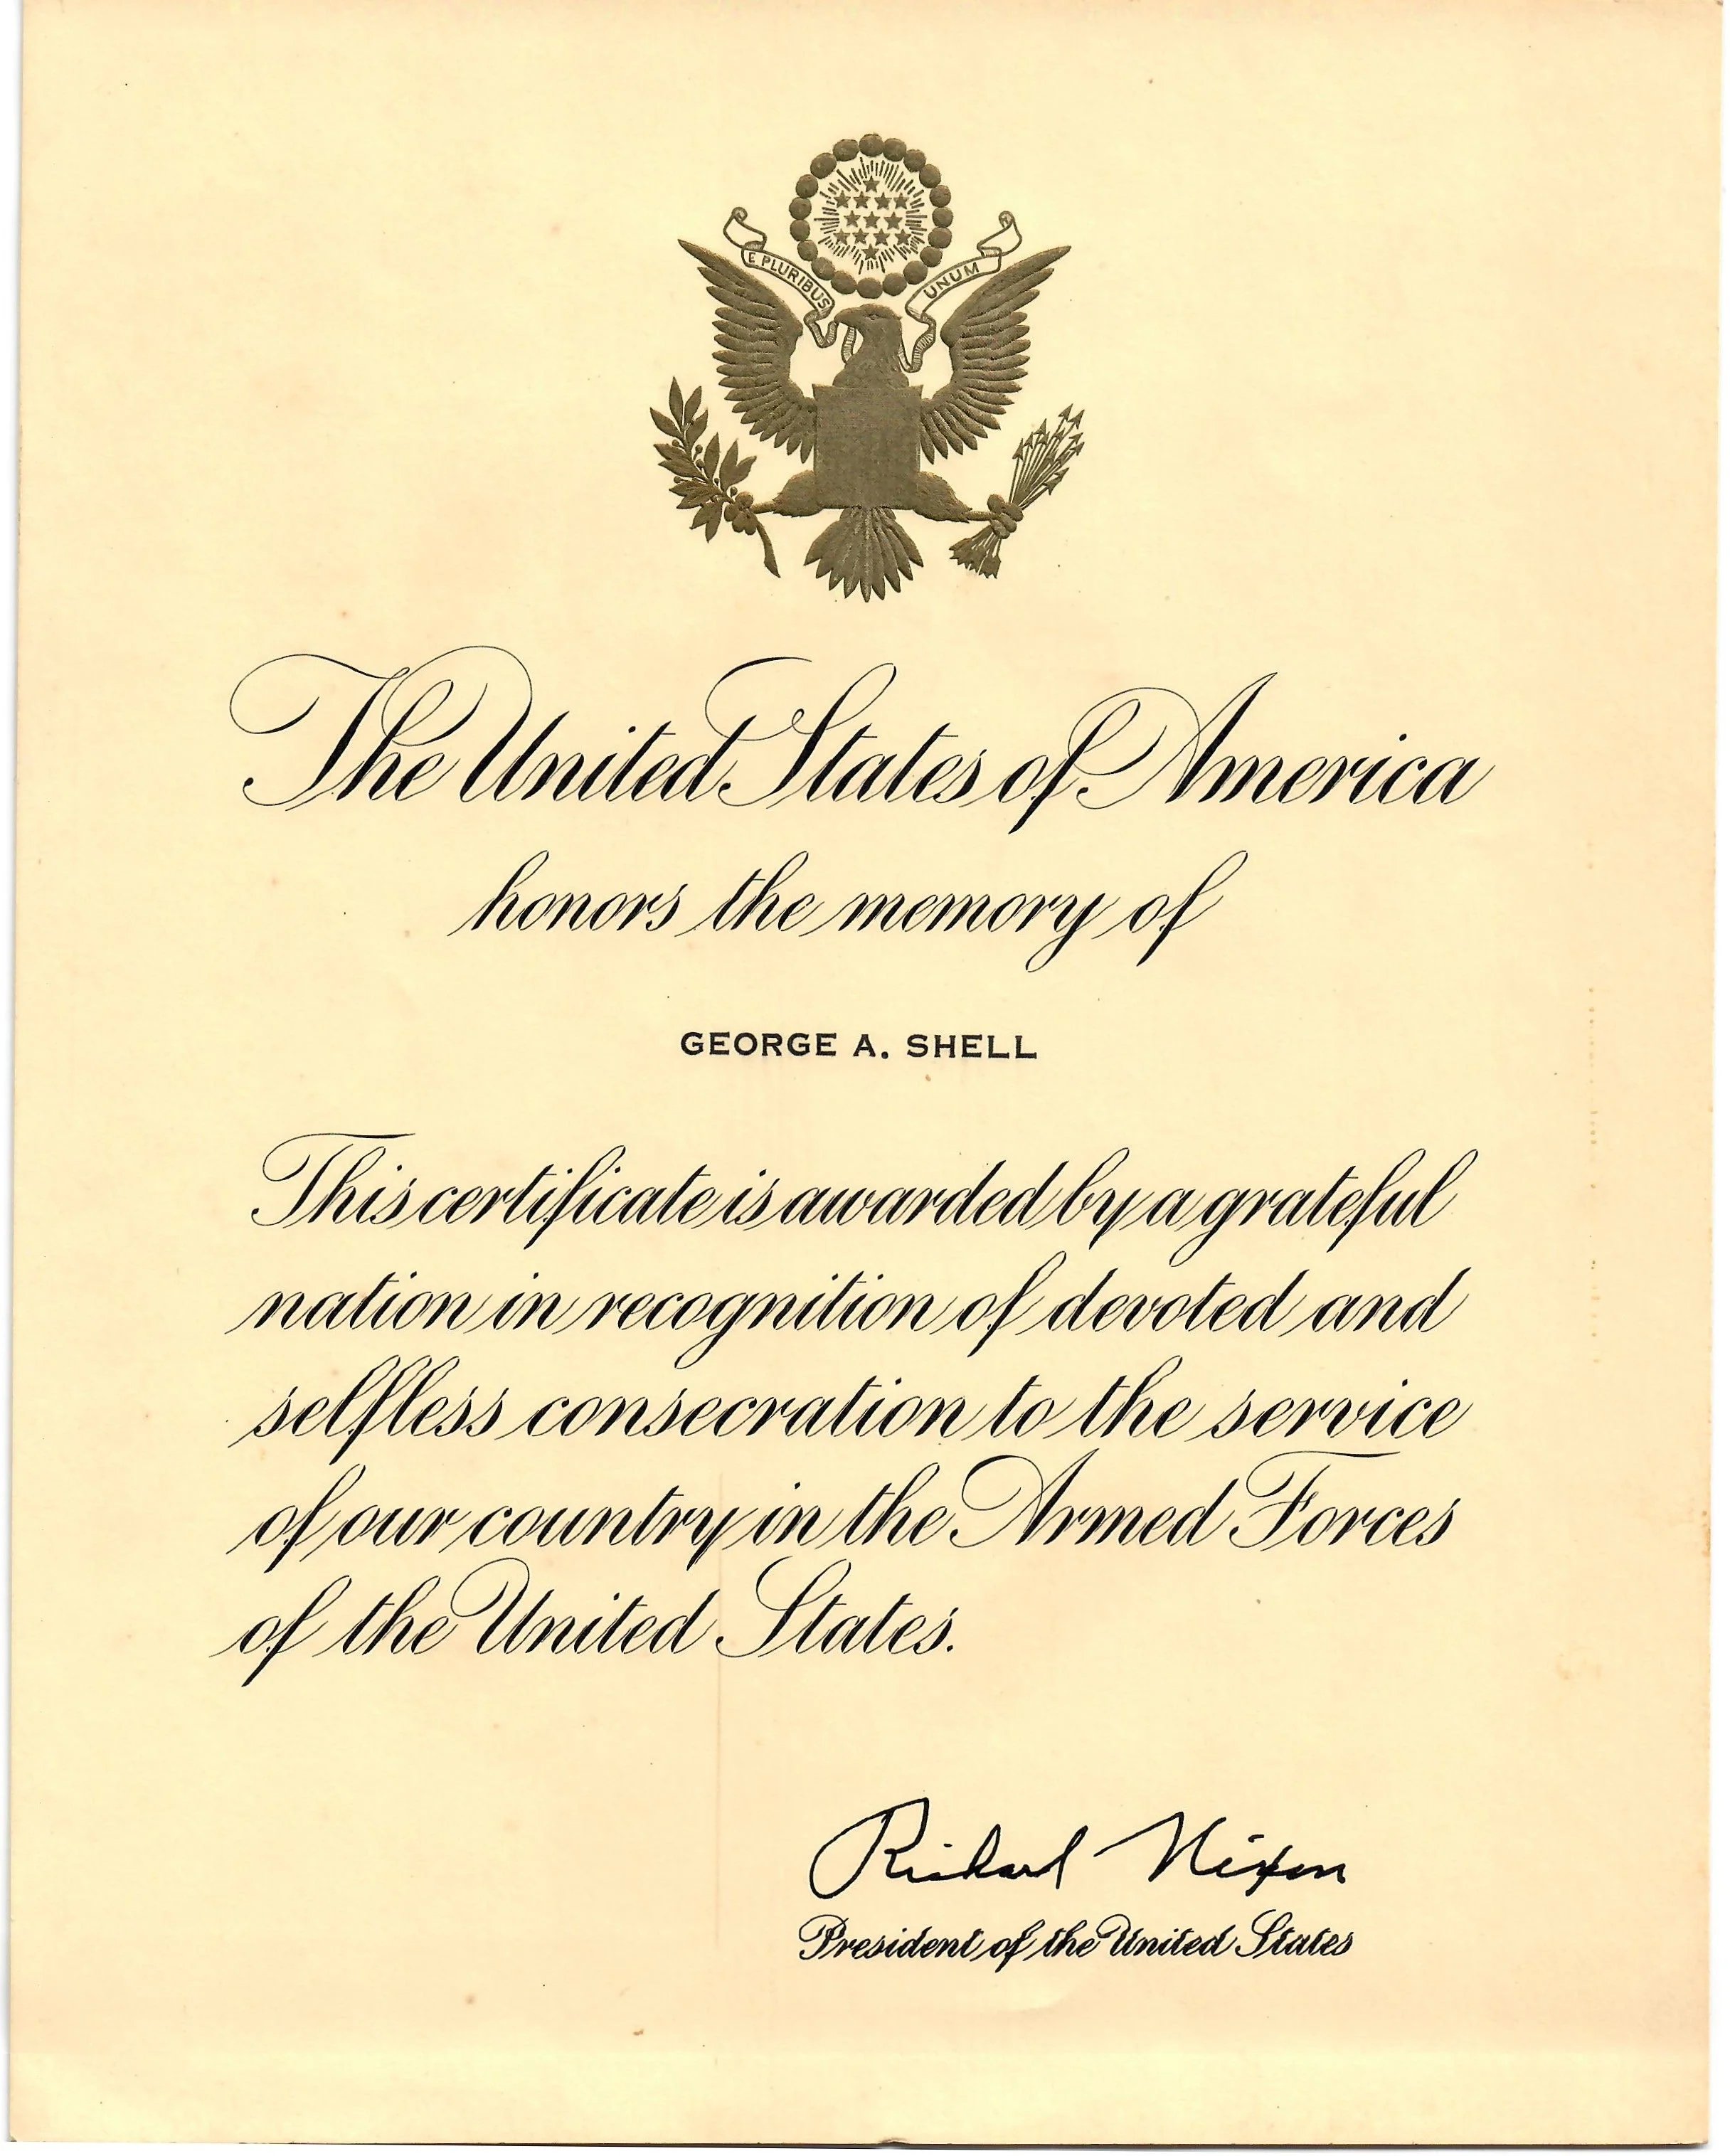 E PLURIBUS UNUM
The United States of America
honors the memory of
GEORGE A. SHELL
This certificate is awarded by a grateful
nation in recognition of devoted and
selfless consecration to the service
of our country in the Armed Forces
of the United States.
Richard Nixon
President of the United States